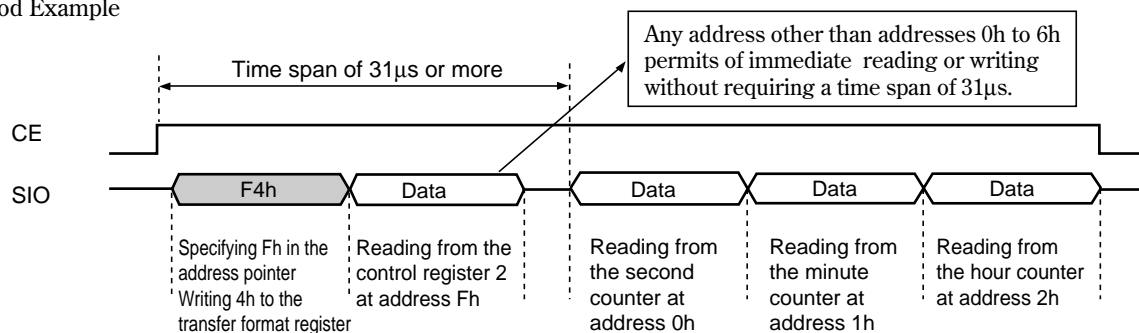 od Example
Any address other than addresses 0h to 6h
permits of immediate reading or writing
without requiring a time span of 31μs.
Time span of 31μs or more
CE
SIO
F4h
Data
Data
Data
Data
Specifying Fh in the
address pointer
Writing 4h to the
transfer format register
Reading from the
control register 2
at address Fh
Reading from
the second
counter at
address 0h
Reading from
the minute
counter at
address 1h
Reading from
the hour counter
at address 2h